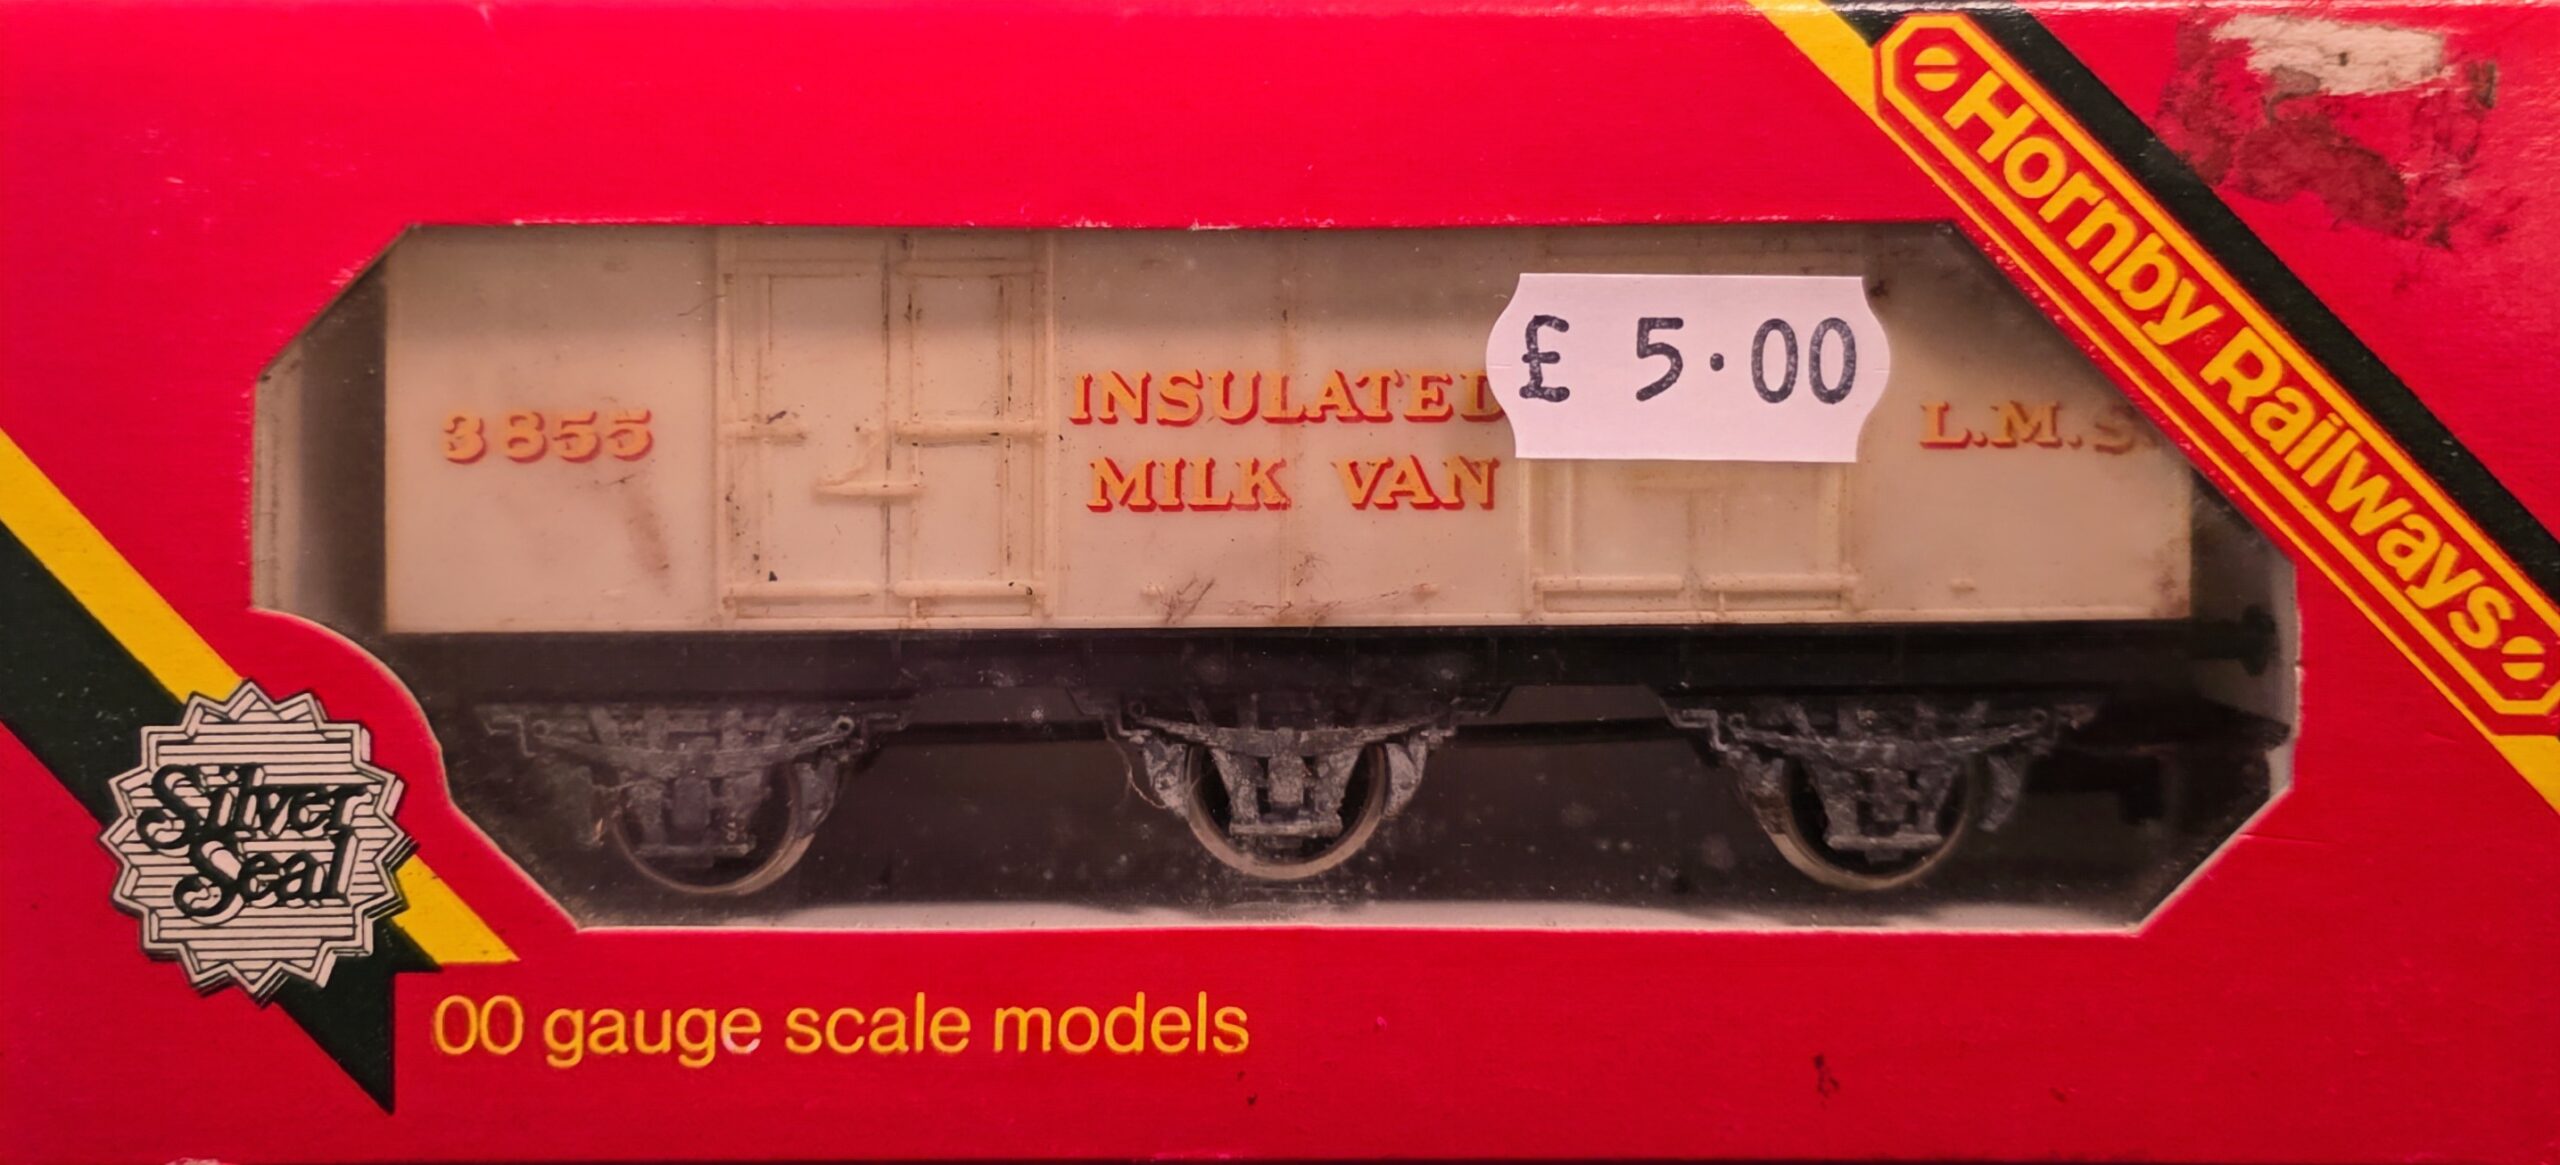 Hornby Railways
£ 5.00
3855
INSULATED
MILK VAN
L.M.S.
Silver
Seal
00 gauge scale models